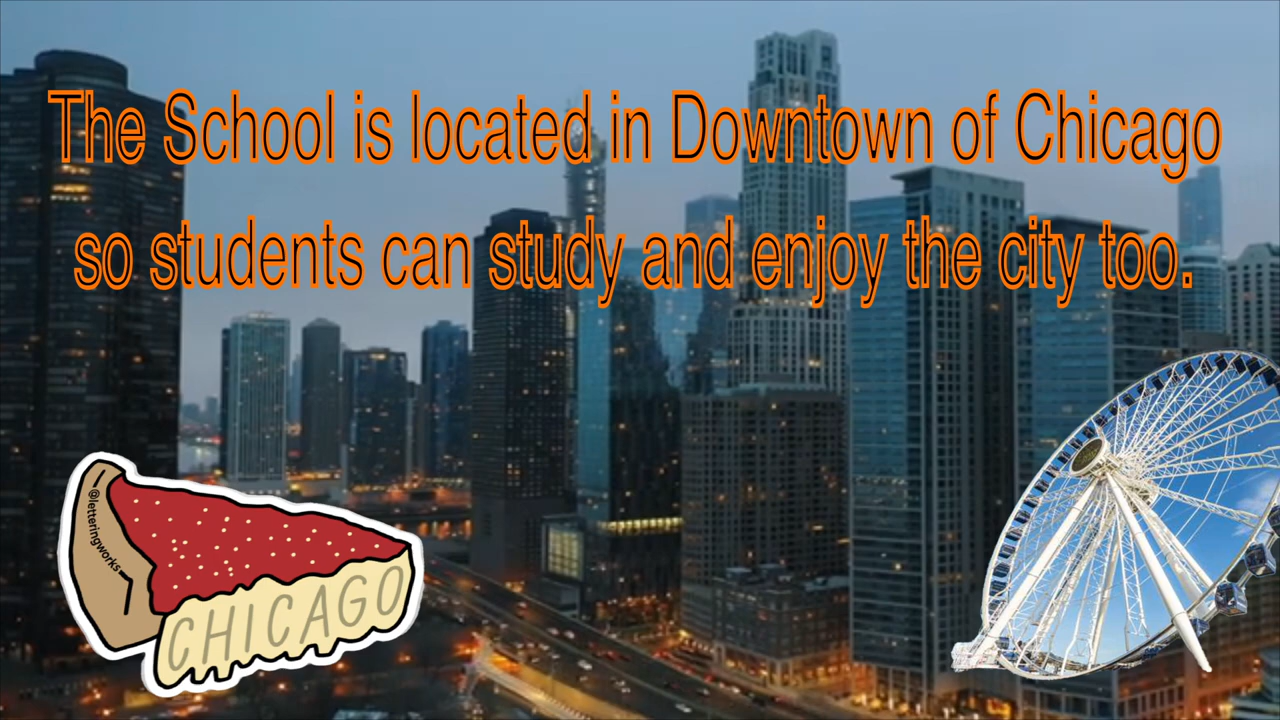 The School is located in Downtown of Chicago
so students can study and enjoy the city too.
@letteringworks
CHICAGO